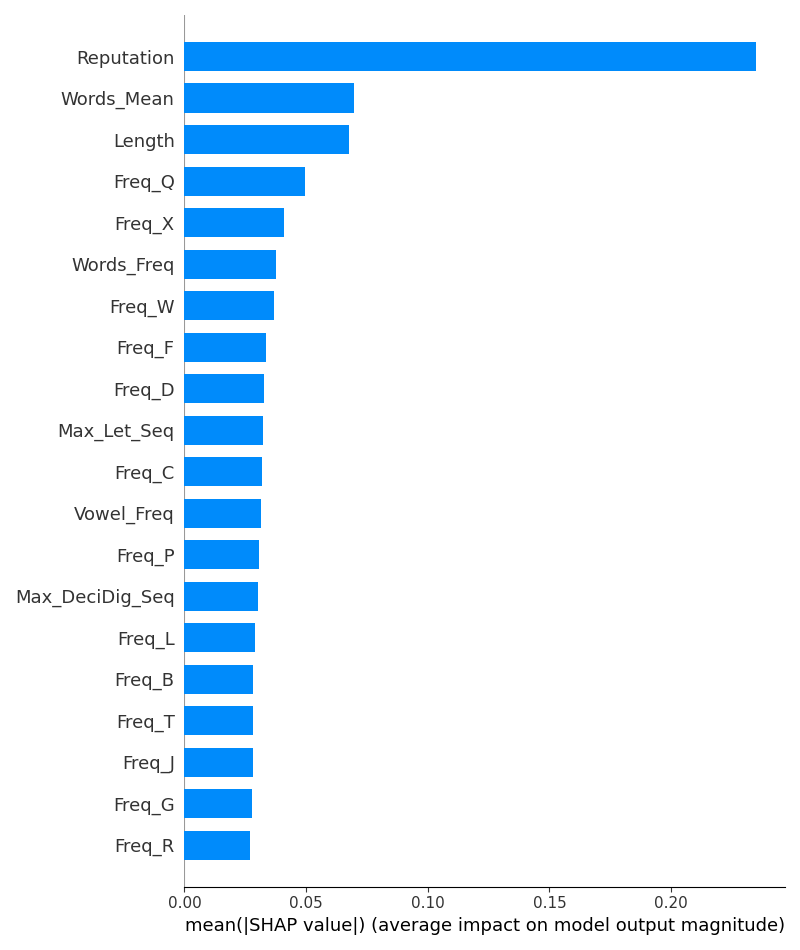 Reputation
Words_Mean
Length
Freq_Q
Freq_X
Words_Freq
Freq_W
Freq_F
Freq_D
Max_Let_Seq
Freq_C
Vowel_Freq
Freq_P
Max_DeciDig_Seq
Freq_L
Freq_B
Freq_T
Freq_J
Freq_G
Freq_R
0.00 0.05 0.10 0.15 0.20
mean(|SHAP value|) (average impact on model output magnitude)